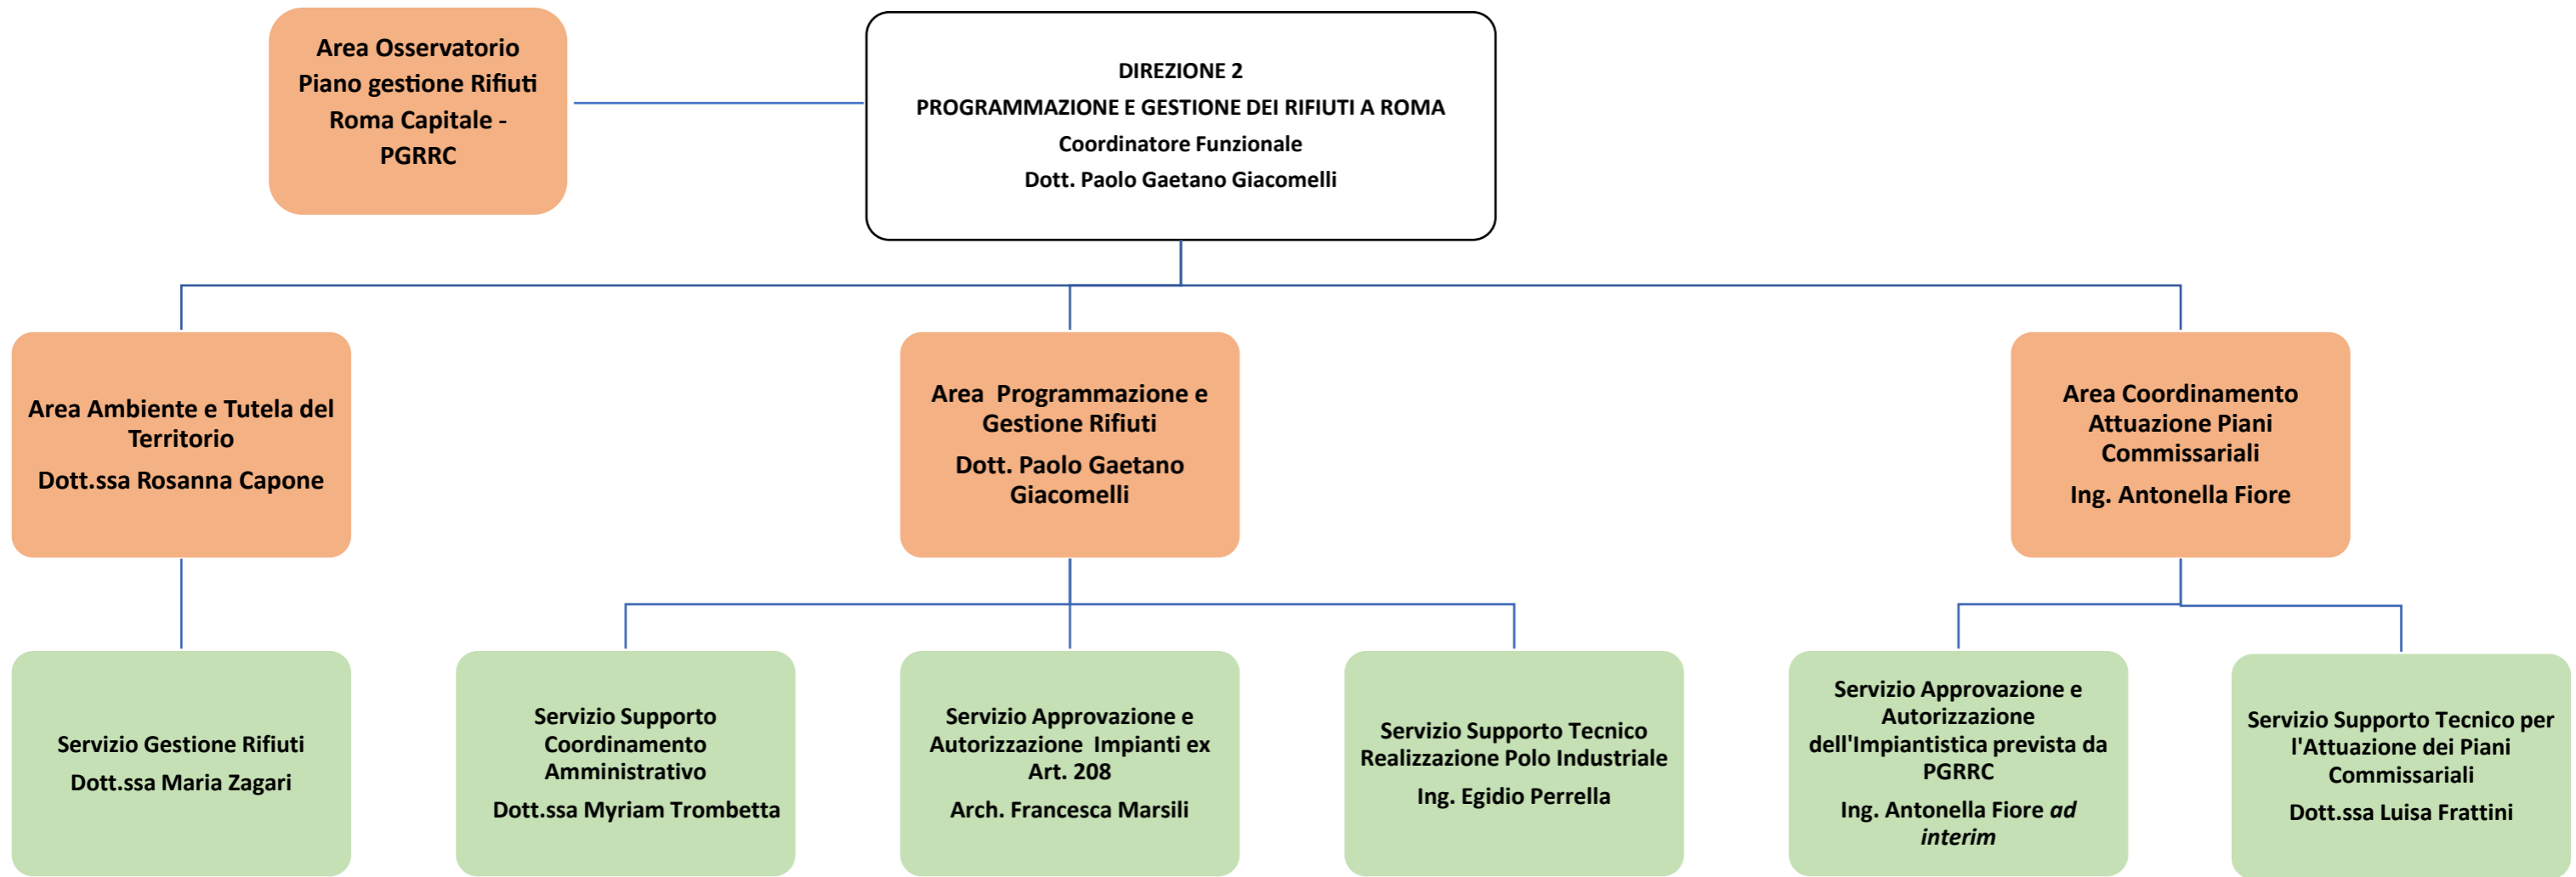 Area Osservatorio
Piano gestione Rifiuti
Roma Capitale -
PGRRC
DIREZIONE 2
PROGRAMMAZIONE E GESTIONE DEI RIFIUTI A ROMA
Coordinatore Funzionale
Dott. Paolo Gaetano Giacomelli
Area Ambiente e Tutela del
Territorio
Dott.ssa Rosanna Capone
Area Programmazione e
Gestione Rifiuti
Dott. Paolo Gaetano
Giacomelli
Area Coordinamento
Attuazione Piani
Commissariali
Ing. Antonella Fiore
Servizio Gestione Rifiuti
Dott.ssa Maria Zagari
Servizio Supporto
Coordinamento
Amministrativo
Dott.ssa Myriam Trombetta
Servizio Approvazione e
Autorizzazione Impianti ex
Art. 208
Arch. Francesca Marsili
Servizio Supporto Tecnico
Realizzazione Polo Industriale
Ing. Egidio Perrella
Servizio Approvazione e
Autorizzazione
dell'Impiantistica prevista da
PGRRC
Ing. Antonella Fiore ad
interim
Servizio Supporto Tecnico per
l'Attuazione dei Piani
Commissariali
Dott.ssa Luisa Frattini